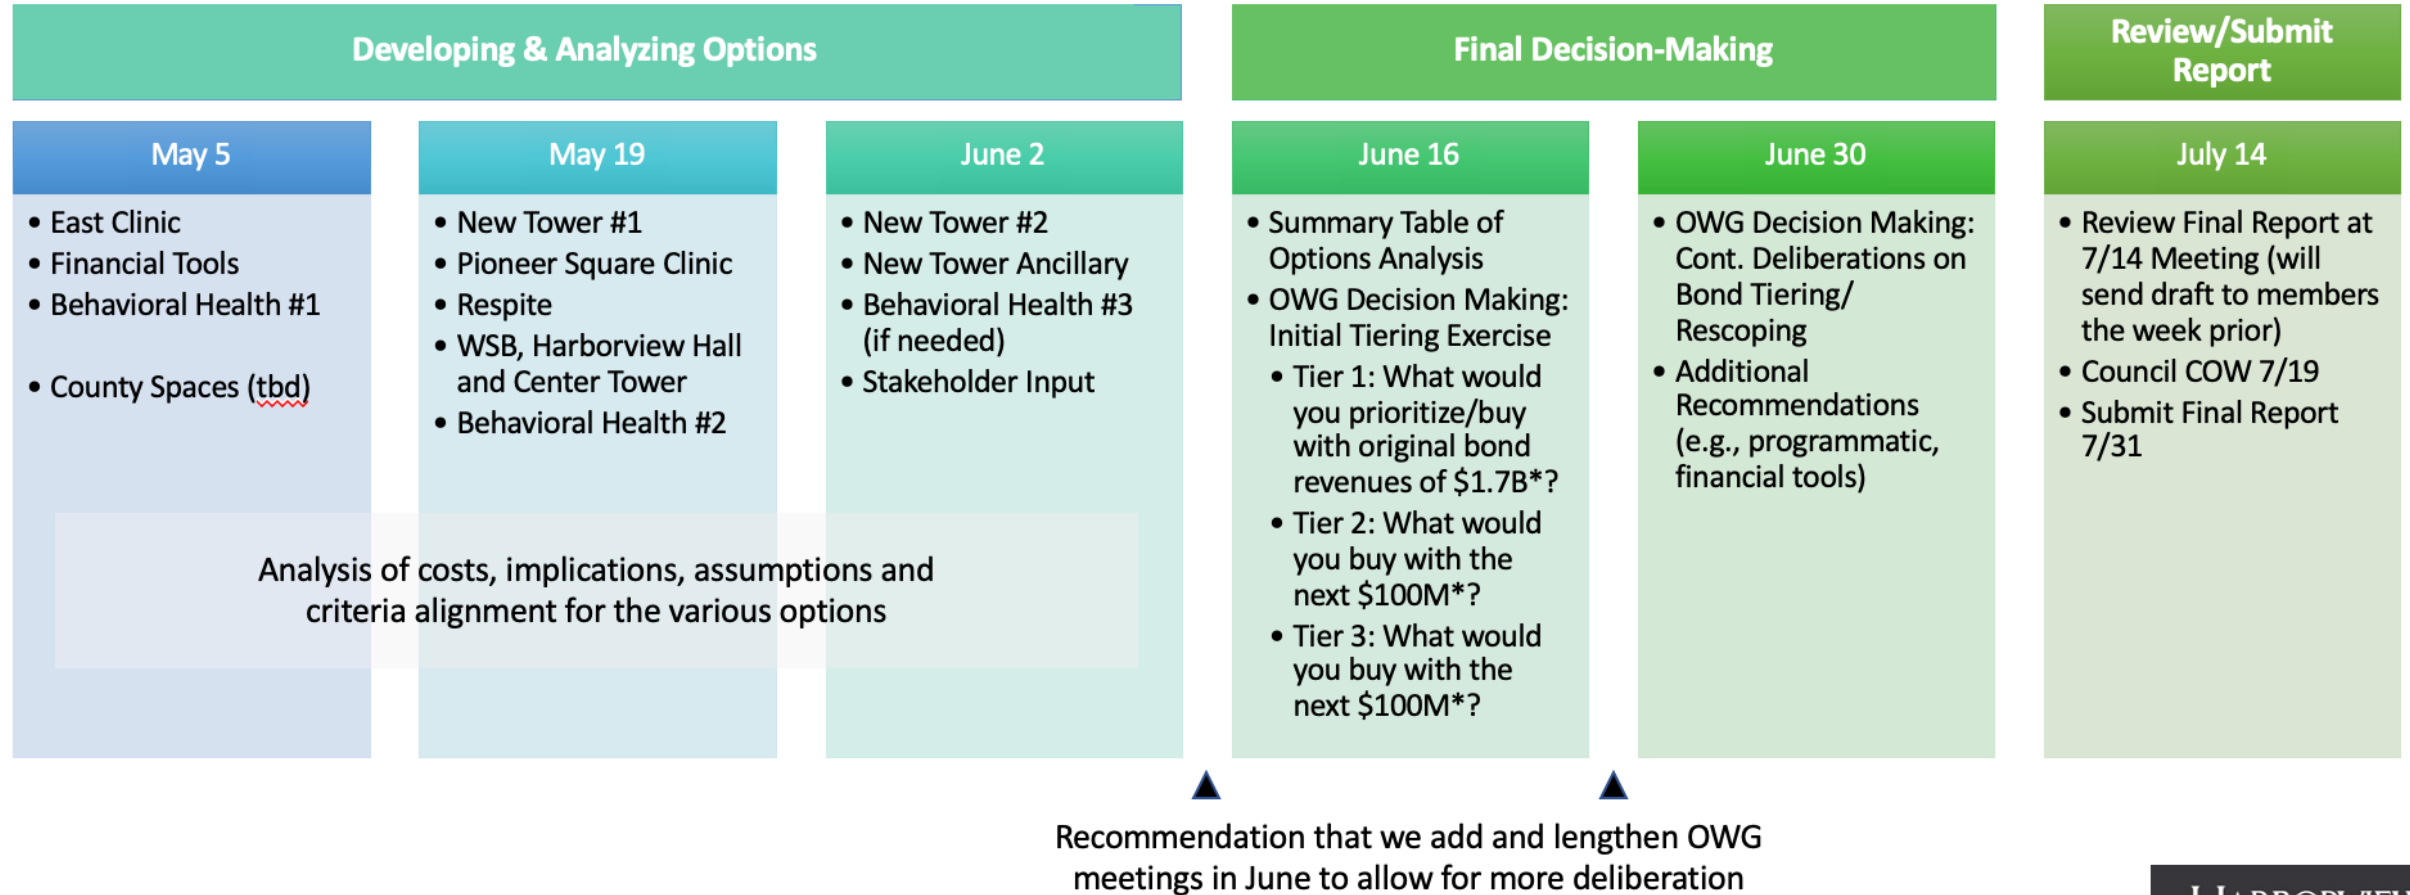 Developing & Analyzing Options
Final Decision-Making
Review/Submit
Report
May 5
• East Clinic
• Financial Tools
• Behavioral Health #1
• County Spaces (tbd)
May 19
• New Tower #1
• Pioneer Square Clinic
• Respite
• WSB, Harborview Hall
and Center Tower
• Behavioral Health #2
June 2
• New Tower #2
• New Tower Ancillary
• Behavioral Health #3
(if needed)
• Stakeholder Input
Analysis of costs, implications, assumptions and
criteria alignment for the various options
June 16
• Summary Table of
Options Analysis
• OWG Decision Making:
Initial Tiering Exercise
• Tier 1: What would
you prioritize/buy
with original bond
revenues of $1.7B*?
• Tier 2: What would
you buy with the
next $100M*?
• Tier 3: What would
you buy with the
next $100M*?
June 30
• OWG Decision Making:
Cont. Deliberations on
Bond Tiering/
Rescoping
• Additional
Recommendations
(e.g., programmatic,
financial tools)
July 14
• Review Final Report at
7/14 Meeting (will
send draft to members
the week prior)
• Council COW 7/19
• Submit Final Report
7/31
Recommendation that we add and lengthen OWG
meetings in June to allow for more deliberation